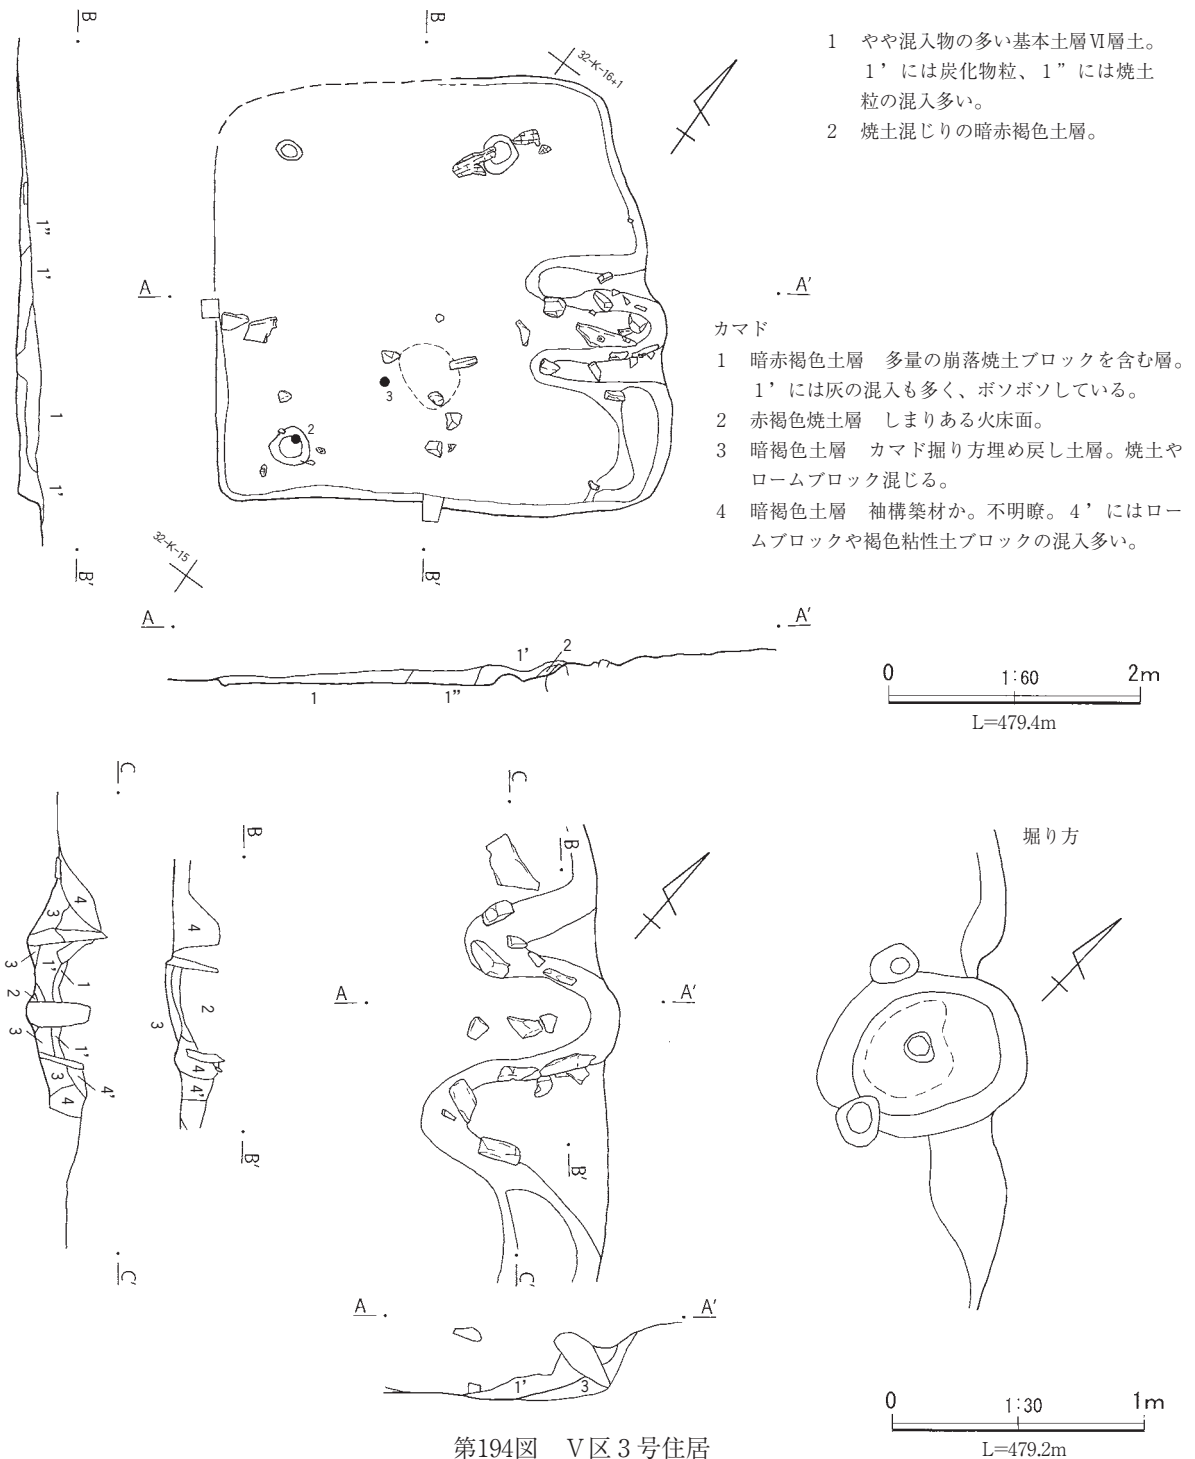 B
B
32-K-16+1
1　やや混入物の多い基本土層Ⅵ層土。
1’には炭化物粒、1”には焼土
粒の混入多い。
2　焼土混じりの暗赤褐色土層。
1”
1’
1
1’
A
A’
3
2
B’
B’
32-K-15
カマド
1　暗赤褐色土層　多量の崩落焼土ブロックを含む層。
1’には灰の混入も多く、ボソボソしている。
2　赤褐色焼土層　しまりある火床面。
3　暗褐色土層　カマド掘り方埋め戻し土層。焼土や
ロームブロック混じる。
4　暗褐色土層　袖構築材か。不明瞭。4’にはロー
ムブロックや褐色粘性土ブロックの混入多い。
A
A’
1’
2
1
1”
0 1:60 2m
L=479.4m
C
4
3
3
1’
1
2
3
1’
3
4’
4
C’
B
4
2
3
4
4’
B’
C
B
A
A’
B’
C’
堀り方
A
A’
1’
3
0 1:30 1m
L=479.2m
第194図　Ⅴ区３号住居